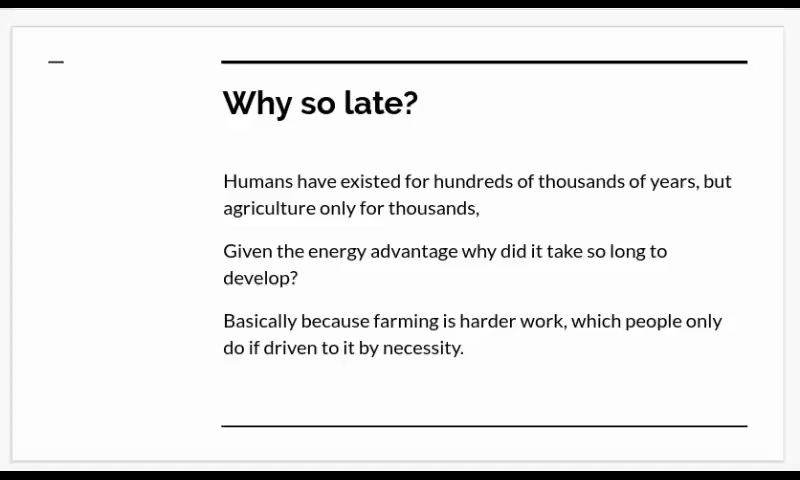 Why so late?
Humans have existed for hundreds of thousands of years, but
agriculture only for thousands,
Given the energy advantage why did it take so long to
develop?
Basically because farming is harder work, which people only
do if driven to it by necessity.